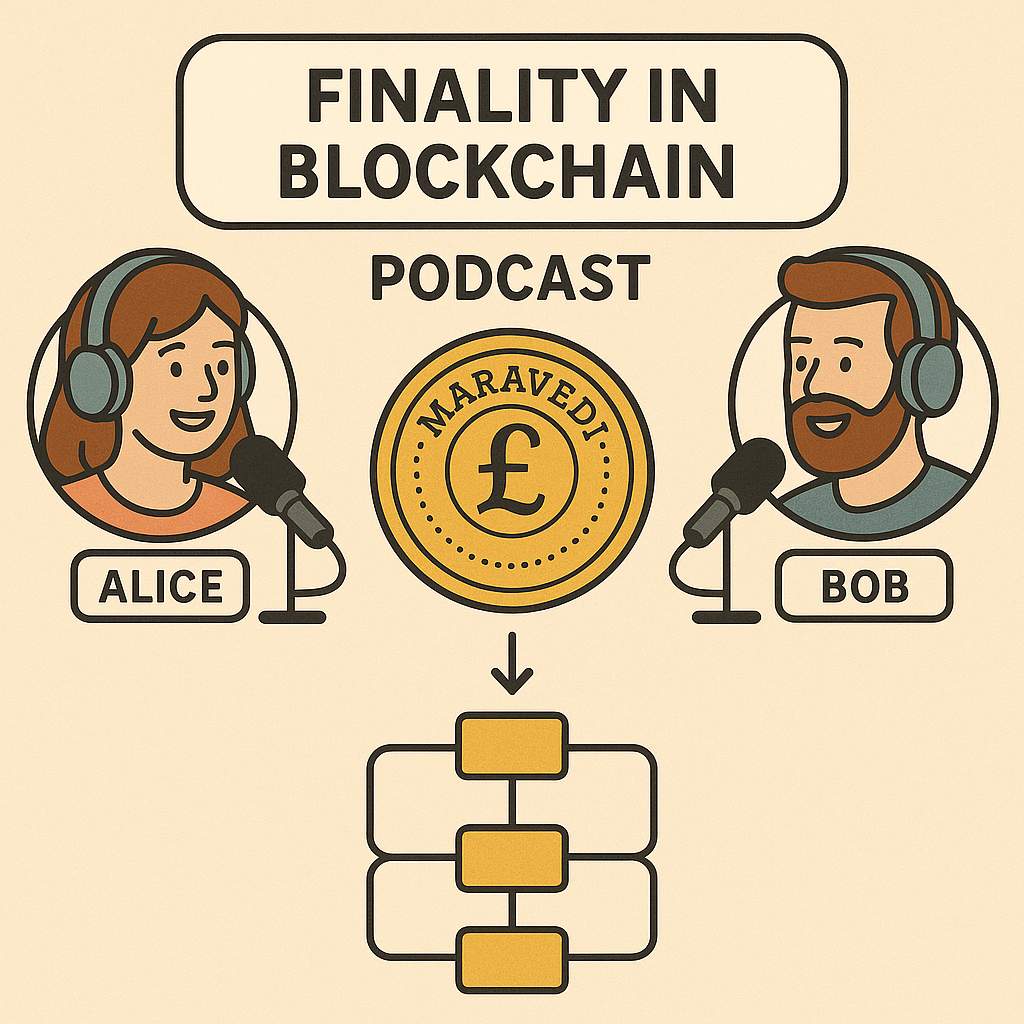 FINALITY IN
BLOCKCHAIN
PODCAST
MARAVEDI
£
ALICE
BOB